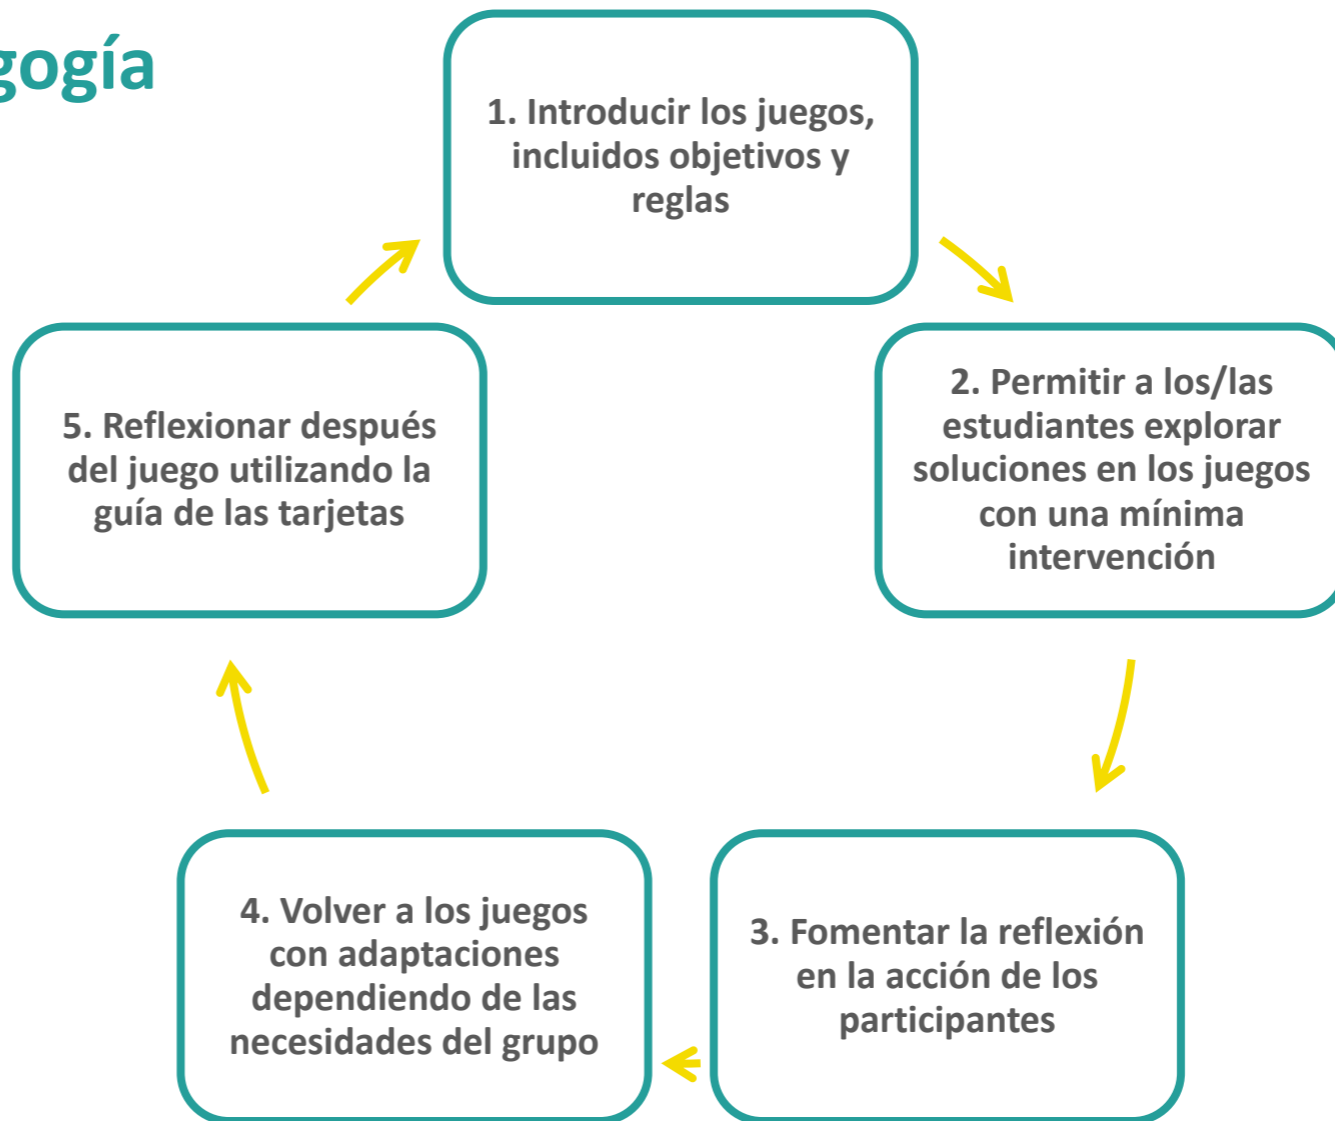 gogía
1. Introducir los juegos,
incluidos objetivos y
reglas
2. Permitir a los/las
estudiantes explorar
soluciones en los juegos
con una mínima
intervención
3. Fomentar la reflexión
en la acción de los
participantes
4. Volver a los juegos
con adaptaciones
dependiendo de las
necesidades del grupo
5. Reflexionar después
del juego utilizando la
guía de las tarjetas